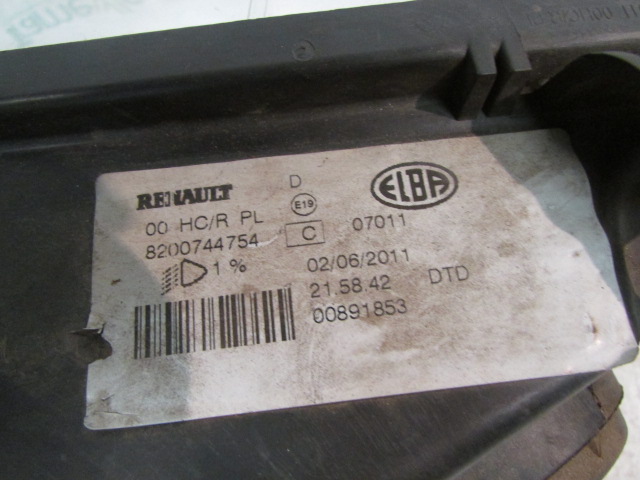 RENAULT D ELBA
00 HC/R PL E19 07011
8200744754 C
1 % 02/06/2011
21.58.42 DTD
00891853